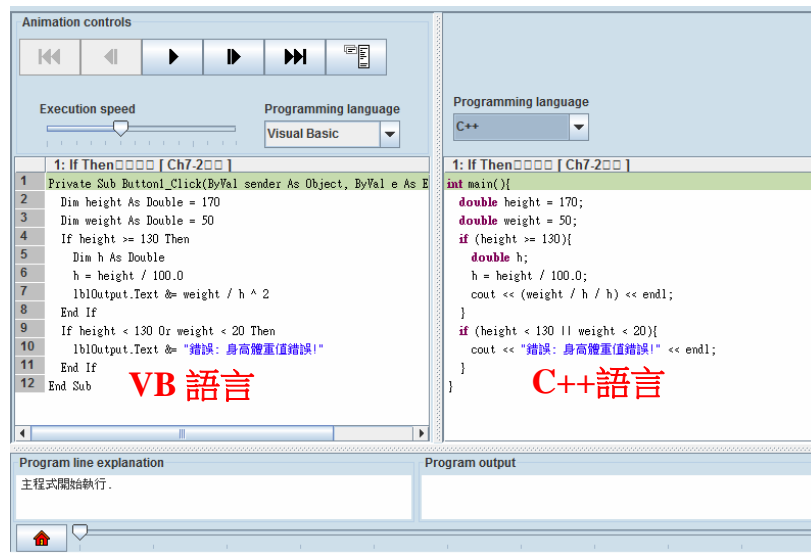 Animation controls
Execution speed
Programming language
Visual Basic
1: If Then□□□□ [ Ch7-2□□ ]
1 Private Sub Button1_Click(ByVal sender As Object, ByVal e As E
2 Dim height As Double = 170
3 Dim weight As Double = 50
4 If height >= 130 Then
5 Dim h As Double
6 h = height / 100.0
7 lblOutput.Text &= weight / h ^ 2
8 End If
9 If height < 130 Or weight < 20 Then
10 lblOutput.Text &= "錯誤: 身高體重值錯誤!"
11 End If
12 End Sub
VB 語言
Programming language
C++
1: If Then□□□□ [ Ch7-2□□ ]
int main(){
double height = 170;
double weight = 50;
if (height >= 130){
double h;
h = height / 100.0;
cout << (weight / h / h) << endl;
}
if (height < 130 || weight < 20){
cout << "錯誤: 身高體重值錯誤!" << endl;
}
}
C++語言
Program line explanation
主程式開始執行.
Program output